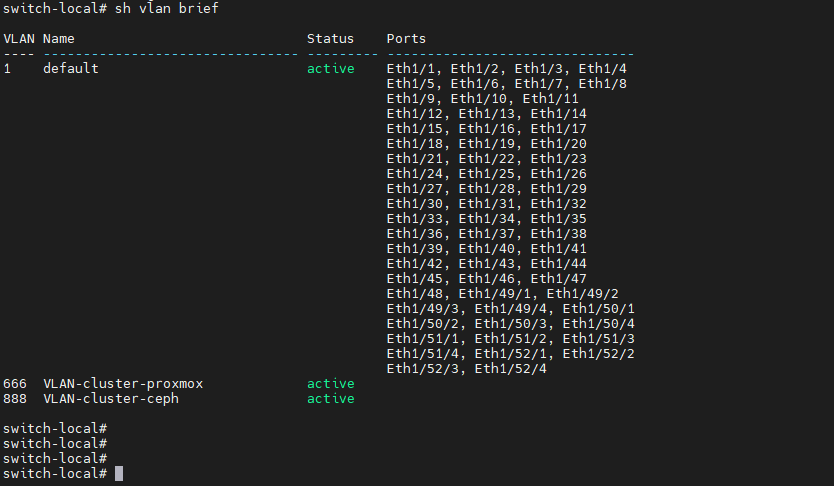 switch-local# sh vlan brief
VLAN Name                             Status    Ports
---- -------------------------------- --------- -------------------------------
1    default                          active    Eth1/1, Eth1/2, Eth1/3, Eth1/4
                                                Eth1/5, Eth1/6, Eth1/7, Eth1/8
                                                Eth1/9, Eth1/10, Eth1/11
                                                Eth1/12, Eth1/13, Eth1/14
                                                Eth1/15, Eth1/16, Eth1/17
                                                Eth1/18, Eth1/19, Eth1/20
                                                Eth1/21, Eth1/22, Eth1/23
                                                Eth1/24, Eth1/25, Eth1/26
                                                Eth1/27, Eth1/28, Eth1/29
                                                Eth1/30, Eth1/31, Eth1/32
                                                Eth1/33, Eth1/34, Eth1/35
                                                Eth1/36, Eth1/37, Eth1/38
                                                Eth1/39, Eth1/40, Eth1/41
                                                Eth1/42, Eth1/43, Eth1/44
                                                Eth1/45, Eth1/46, Eth1/47
                                                Eth1/48, Eth1/49/1, Eth1/49/2
                                                Eth1/49/3, Eth1/49/4, Eth1/50/1
                                                Eth1/50/2, Eth1/50/3, Eth1/50/4
                                                Eth1/51/1, Eth1/51/2, Eth1/51/3
                                                Eth1/51/4, Eth1/52/1, Eth1/52/2
                                                Eth1/52/3, Eth1/52/4
666  VLAN-cluster-proxmox             active
888  VLAN-cluster-ceph                active
switch-local#
switch-local#
switch-local#
switch-local#